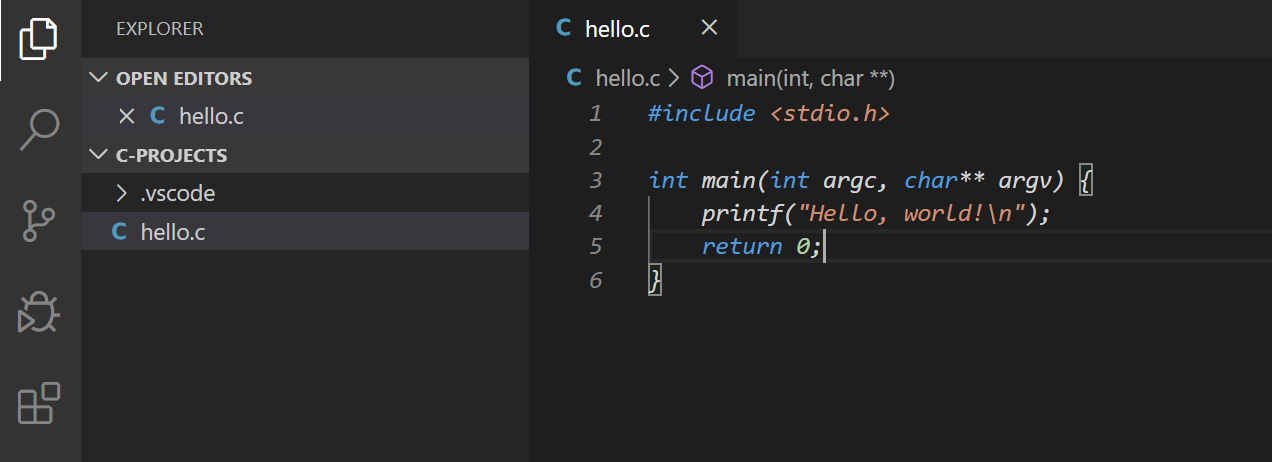 EXPLORER
OPEN EDITORS
C hello.c
C-PROJECTS
.vscode
C hello.c
C hello.c
C hello.c > main(int, char **)
1 #include <stdio.h>
2
3 int main(int argc, char** argv) {
4     printf("Hello, world!\n");
5     return 0;
6 }